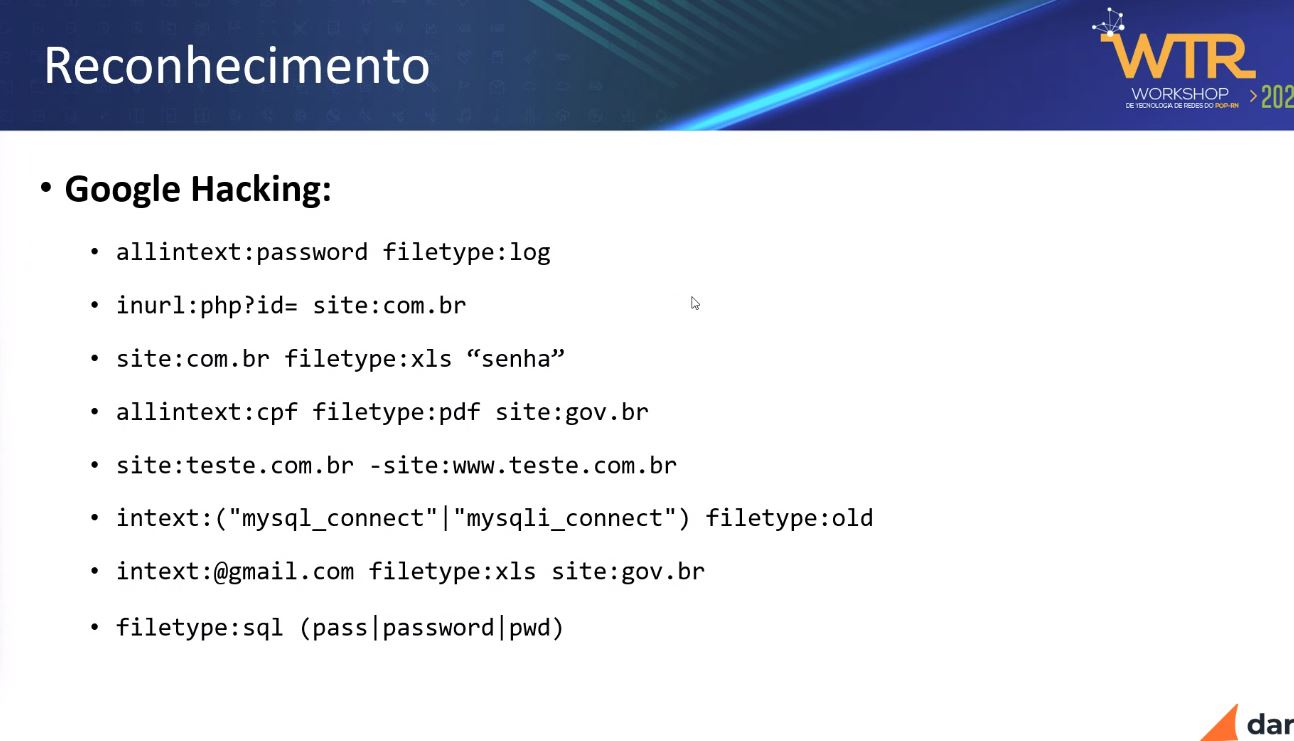 Reconhecimento
WTR
WORKSHOP
DE TECNOLOGIA DE REDES DO POP-RN
>202
• Google Hacking:
• allintext:password filetype:log
• inurl:php?id= site:com.br
• site:com.br filetype:xls “senha”
• allintext:cpf filetype:pdf site:gov.br
• site:teste.com.br -site:www.teste.com.br
• intext:("mysql_connect"|"mysqli_connect") filetype:old
• intext:@gmail.com filetype:xls site:gov.br
• filetype:sql (pass|password|pwd)
dar